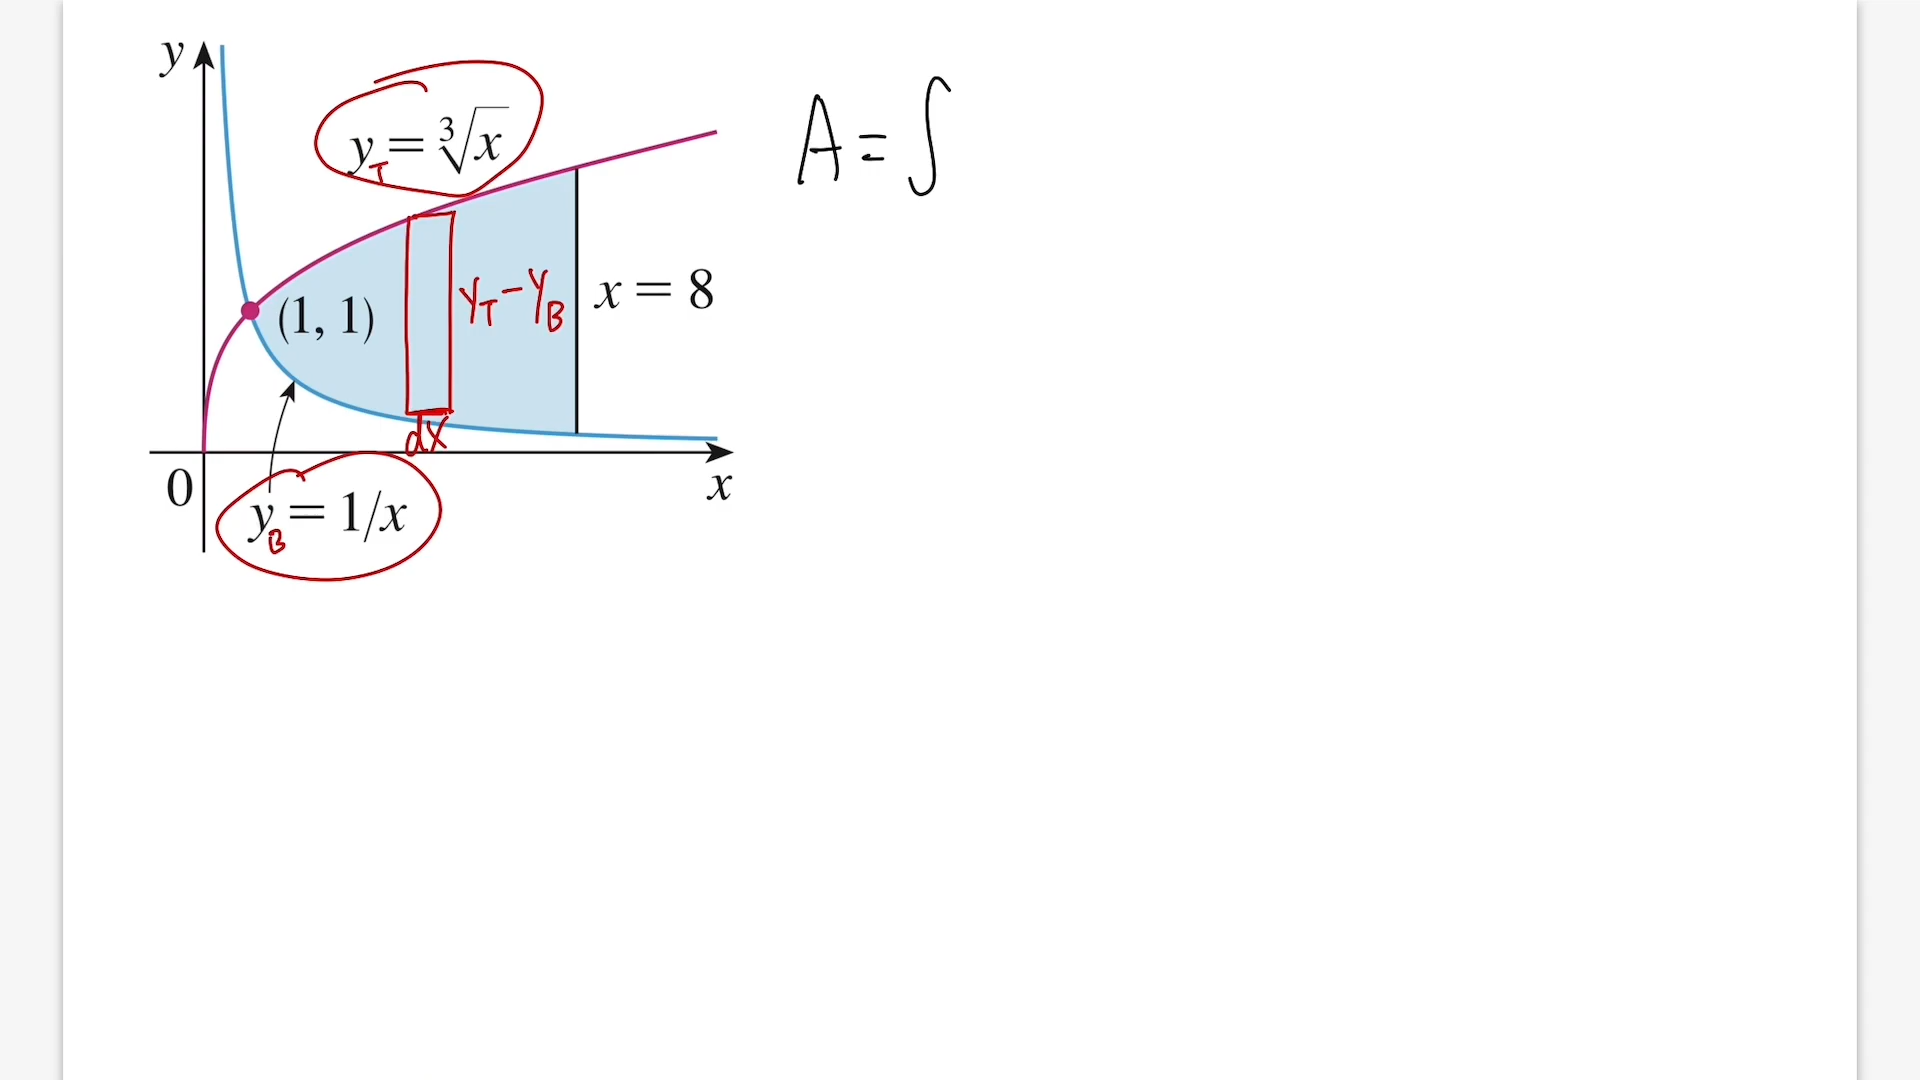 y
y_T = ∛x
A = ∫
(1, 1)
Y_T - Y_B
x = 8
dx
0
x
y_B = 1/x